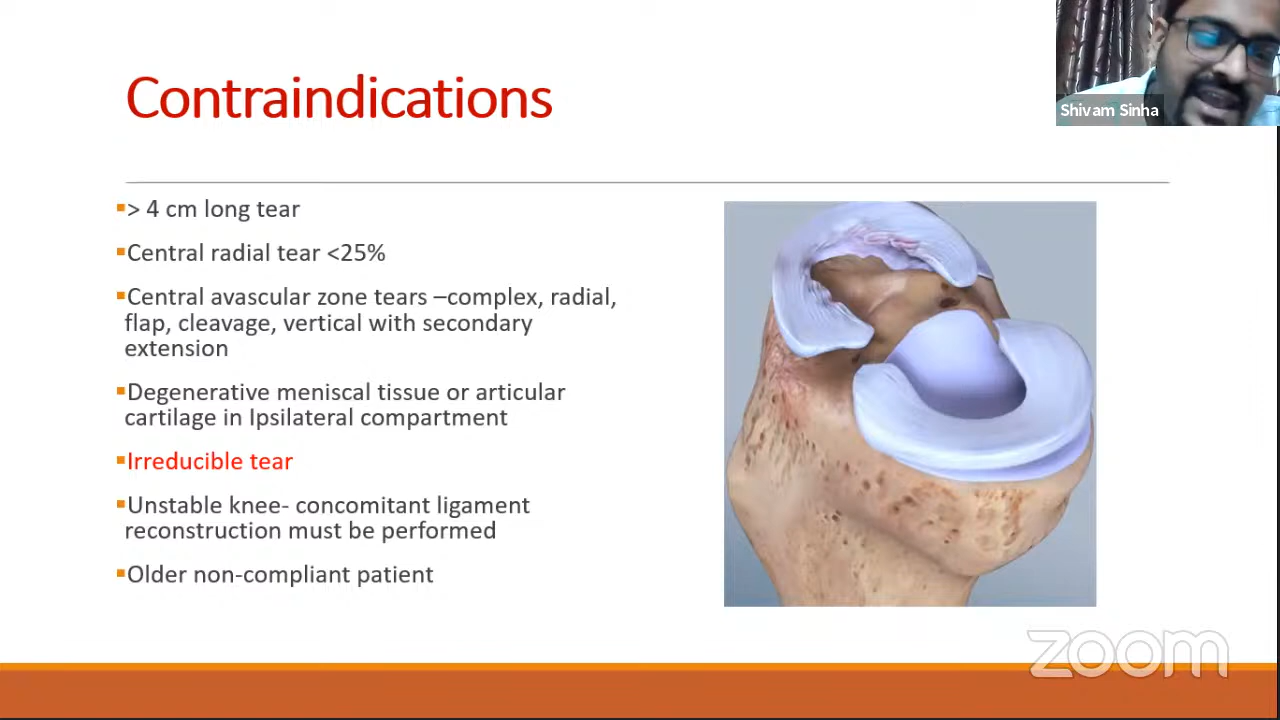 Contraindications
Shivam Sinha
> 4 cm long tear
Central radial tear <25%
Central avascular zone tears –complex, radial,
flap, cleavage, vertical with secondary
extension
Degenerative meniscal tissue or articular
cartilage in Ipsilateral compartment
Irreducible tear
Unstable knee- concomitant ligament
reconstruction must be performed
Older non-compliant patient
zoom